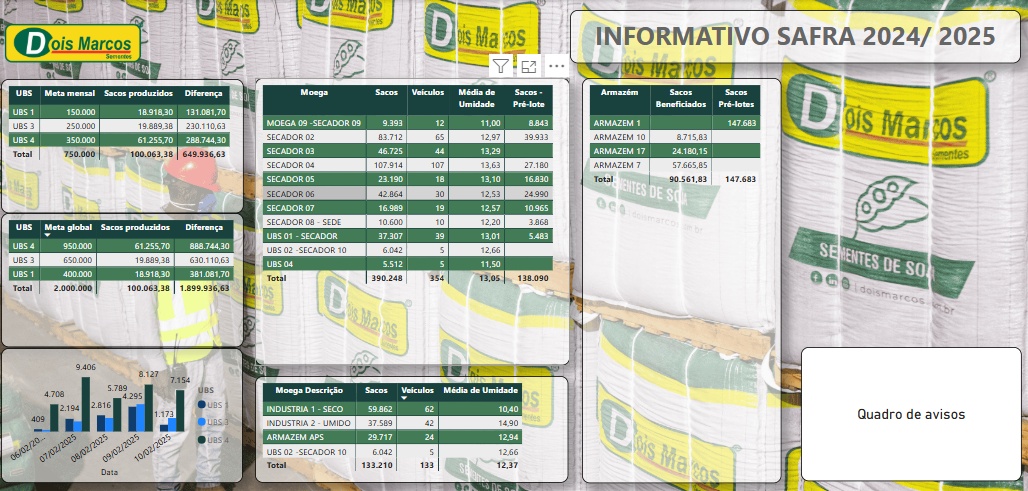 Dois Marcos
Sementes
INFORMATIVO SAFRA 2024/ 2025
UBS Meta mensal Sacos produzidos Diferença
UBS 1 150.000 18.918,30 131.081,70
UBS 3 250.000 19.889,38 230.110,63
UBS 4 350.000 61.255,70 288.744,30
Total 750.000 100.063,38 649.936,63
UBS Meta global Sacos produzidos Diferença
UBS 4 950.000 61.255,70 888.744,30
UBS 3 650.000 19.889,38 630.110,63
UBS 1 400.000 18.918,30 381.081,70
Total 2.000.000 100.063,38 1.899.936,63
409 4.708 2.194 9.406 2.816 5.789 4.295 8.127 1.173 7.154
06/02/20... 07/02/2025 08/02/2025 09/02/2025 10/02/2025
Data
UBS
UBS 1
UBS 3
UBS 4
Moega Sacos Veículos Média de Umidade Sacos - Pré-lote
MOEGA 09 -SECADOR 09 9.393 12 11,00 8.843
SECADOR 02 83.712 65 12,97 39.933
SECADOR 03 46.725 44 13,29
SECADOR 04 107.914 107 13,63 27.180
SECADOR 05 23.190 18 13,10 16.830
SECADOR 06 42.864 30 12,53 24.990
SECADOR 07 16.989 19 12,57 10.965
SECADOR 08 - SEDE 10.600 10 12,20 3.868
UBS 01 - SECADOR 37.307 39 13,01 5.483
UBS 02 -SECADOR 10 6.042 5 12,66
UBS 04 5.512 5 11,50
Total 390.248 354 13,05 138.090
Moega Descrição Sacos Veículos Média de Umidade
INDUSTRIA 1 - SECO 59.862 62 10,40
INDUSTRIA 2 - UMIDO 37.589 42 14,90
ARMAZEM APS 29.717 24 12,94
UBS 02 -SECADOR 10 6.042 5 12,66
Total 133.210 133 12,37
Armazém Sacos Beneficiados Sacos Pré-lotes
ARMAZEM 1 147.683
ARMAZEM 10 8.715,83
ARMAZEM 17 24.180,15
ARMAZEM 7 57.665,85
Total 90.561,83 147.683
Dois Marcos
Sementes
SEMENTES DE SOJA
doismarcos.com.br
Quadro de avisos